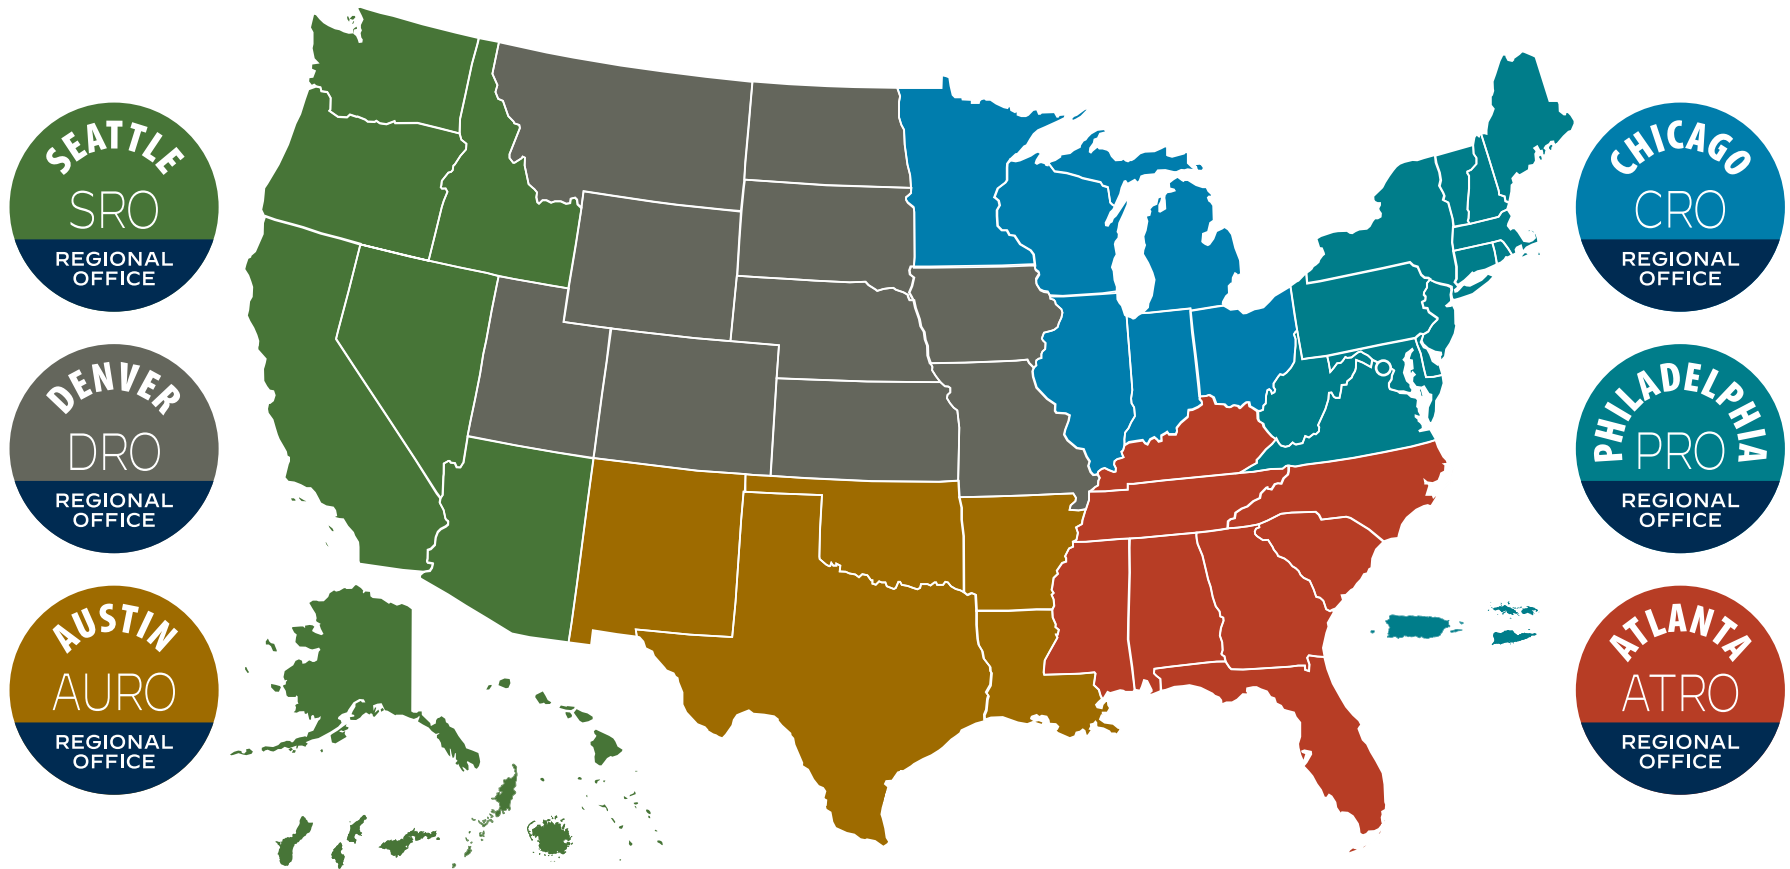 SEATTLE
SRO
REGIONAL
OFFICE
DENVER
DRO
REGIONAL
OFFICE
AUSTIN
AURO
REGIONAL
OFFICE
CHICAGO
CRO
REGIONAL
OFFICE
PHILADELPHIA
PRO
REGIONAL
OFFICE
ATLANTA
ATRO
REGIONAL
OFFICE